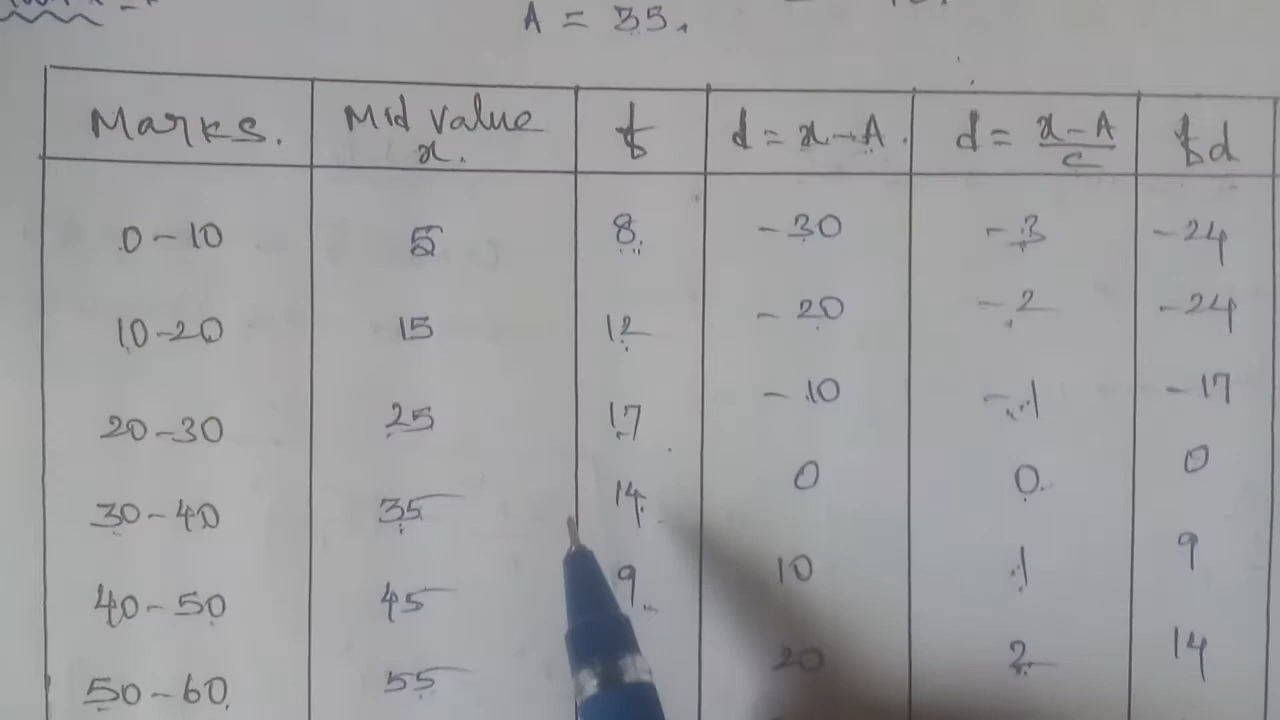 A = 35.
Marks. Mid value x. f d = x - A. d = x - A / c fd
0 - 10 5 8 - 30 - 3 - 24
10 - 20 15 12 - 20 - 2 - 24
20 - 30 25 17 - 10 - 1 - 17
30 - 40 35 14 0 0 0
40 - 50 45 9 10 1 9
50 - 60 55 20 2 14